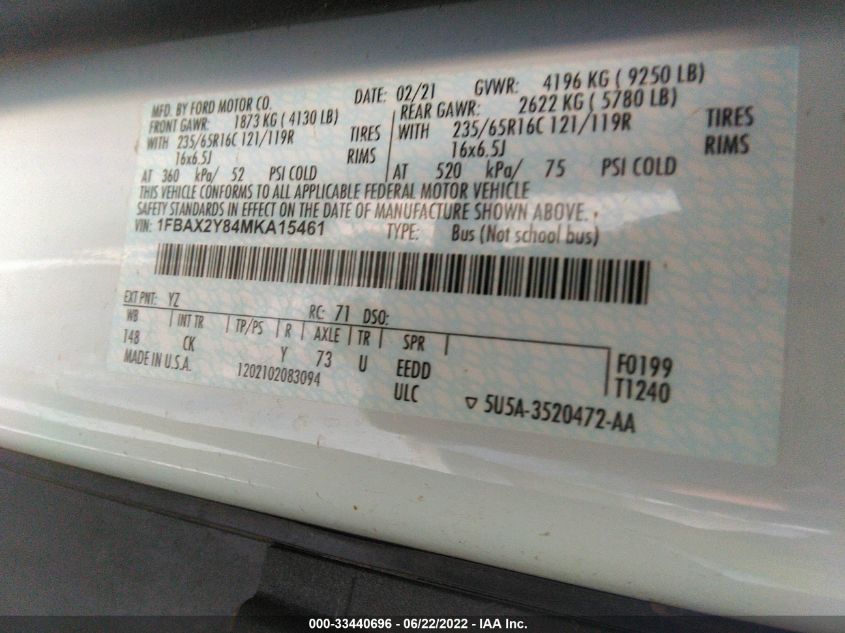 MFD. BY FORD MOTOR CO. DATE: 02/21 GVWR: 4196 KG ( 9250 LB)
FRONT GAWR: 1873 KG ( 4130 LB) REAR GAWR: 2622 KG ( 5780 LB)
WITH 235/65R16C 121/119R TIRES WITH 235/65R16C 121/119R TIRES
16x6.5J RIMS 16x6.5J RIMS
AT 360 kPa/ 52 PSI COLD AT 520 kPa/ 75 PSI COLD
THIS VEHICLE CONFORMS TO ALL APPLICABLE FEDERAL MOTOR VEHICLE
SAFETY STANDARDS IN EFFECT ON THE DATE OF MANUFACTURE SHOWN ABOVE.
VIN: 1FBAX2Y84MKA15461 TYPE: Bus (Not school bus)
EXT PNT: YZ RC: 71 DSO:
WB INT TR TP/PS R AXLE TR SPR
148 CK Y 73 U EEDD F0199
MADE IN U.S.A. 1202102083094 ULC T1240
▽ 5U5A-3520472-AA
000-33440696 - 06/22/2022 - IAA Inc.